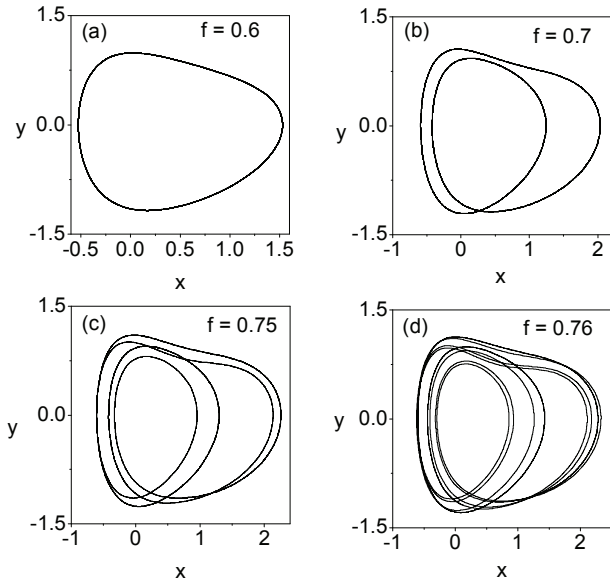 (a) f = 0.6
1.5
y 0.0
-1.5
-0.5 0.0 0.5 1.0 1.5
x
(b) f = 0.7
1.5
y 0.0
-1.5
-1 0 1 2
x
(c) f = 0.75
1.5
y 0.0
-1.5
-1 0 1 2
x
(d) f = 0.76
1.5
y 0.0
-1.5
-1 0 1 2
x